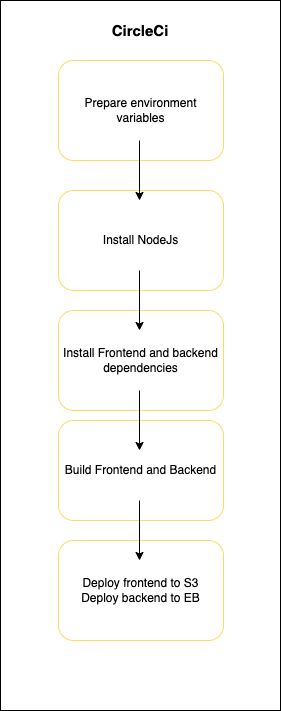 CircleCi
Prepare environment
variables
Install NodeJs
Install Frontend and backend
dependencies
Build Frontend and Backend
Deploy frontend to S3
Deploy backend to EB